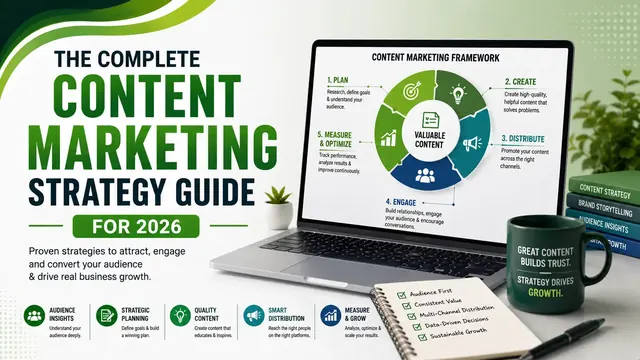 THE COMPLETE
CONTENT
MARKETING
STRATEGY GUIDE
FOR 2026
Proven strategies to attract, engage
and convert your audience
& drive real business growth.
CONTENT MARKETING FRAMEWORK
1. PLAN
Research, define goals
& understand your
audience.
2. CREATE
Create high-quality,
helpful content that
solves problems.
3. DISTRIBUTE
Promote your content
across the right
channels.
4. ENGAGE
Build relationships, engage
your audience & encourage
conversations.
5. MEASURE
& OPTIMIZE
Track performance,
analyze results &
improve continuously.
VALUABLE
CONTENT
CONTENT STRATEGY
BRAND STORYTELLING
AUDIENCE INSIGHTS
GROWTH
GREAT CONTENT
BUILDS TRUST.
STRATEGY DRIVES
GROWTH.
Audience First
Consistent Value
Multi-Channel Distribution
Data-Driven Decisions
Sustainable Growth
AUDIENCE
INSIGHTS
Understand your
audience deeply.
STRATEGIC
PLANNING
Define goals & build
a winning plan.
QUALITY
CONTENT
Create content that
educates & inspires.
SMART
DISTRIBUTION
Reach the right people
on the right platforms.
MEASURE
& GROW
Analyze, optimize &
scale your results.